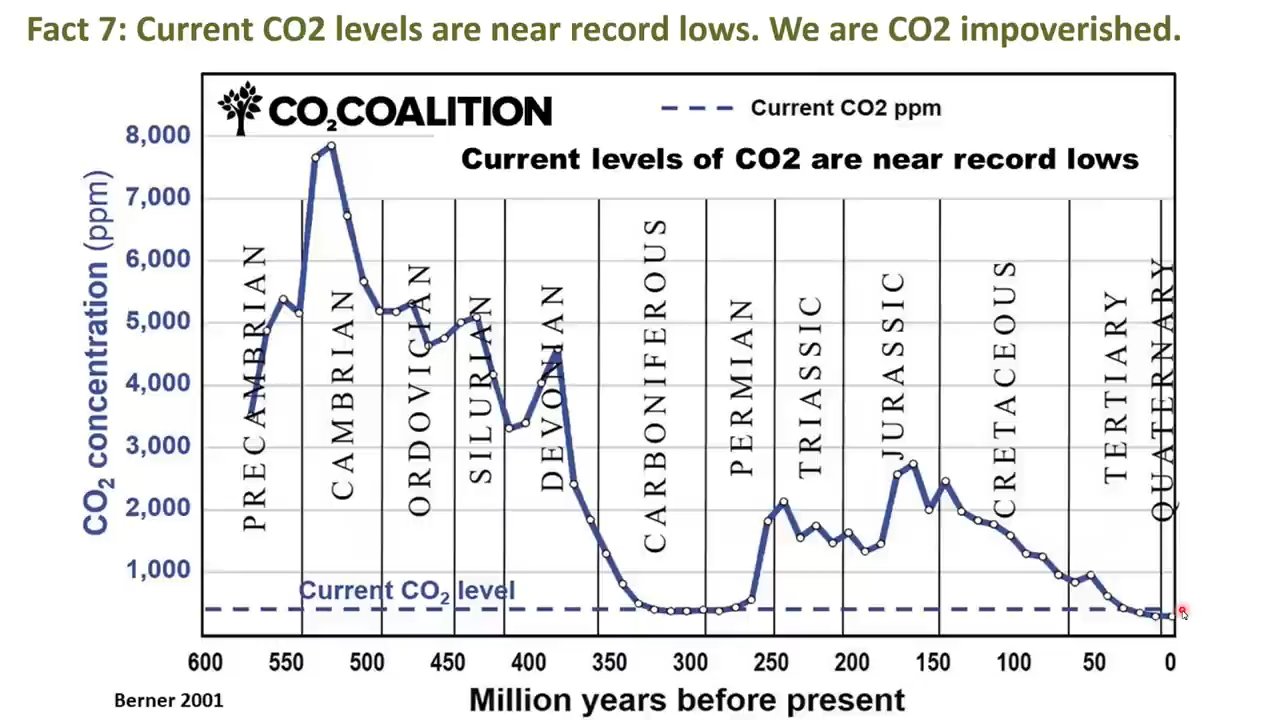 Fact 7: Current CO2 levels are near record lows. We are CO2 impoverished.
CO₂COALITION
Current CO2 ppm
Current levels of CO2 are near record lows
CO₂ concentration (ppm)
8,000
7,000
6,000
5,000
4,000
3,000
2,000
1,000
PRECAMBRIAN
CAMBRIAN
ORDOVICIAN
SILURIAN
DEVONIAN
CARBONIFEROUS
PERMIAN
TRIASSIC
JURASSIC
CRETACEOUS
TERTIARY
QUATERNARY
Current CO₂ level
600 550 500 450 400 350 300 250 200 150 100 50 0
Million years before present
Berner 2001